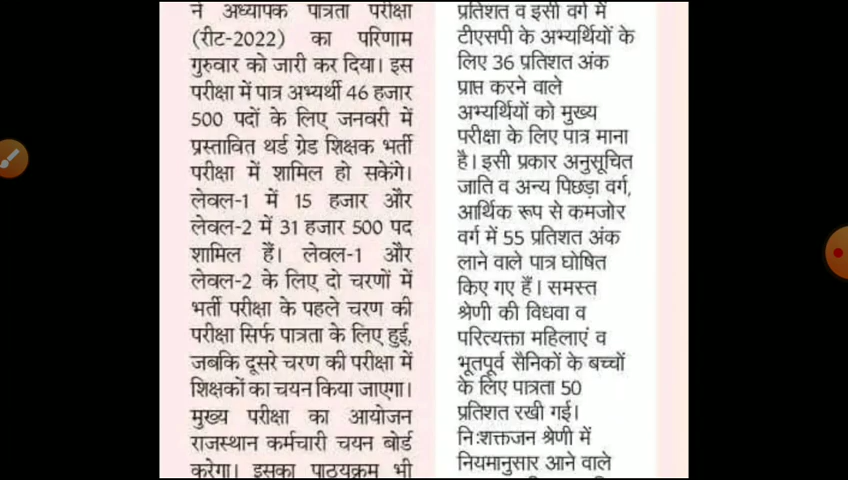 ने अध्यापक पात्रता परीक्षा
(रीट-2022) का परिणाम
गुरुवार को जारी कर दिया। इस
परीक्षा में पात्र अभ्यर्थी 46 हजार
500 पदों के लिए जनवरी में
प्रस्तावित थर्ड ग्रेड शिक्षक भर्ती
परीक्षा में शामिल हो सकेंगे।
लेवल-1 में 15 हजार और
लेवल-2 में 31 हजार 500 पद
शामिल हैं। लेवल-1 और
लेवल-2 के लिए दो चरणों में
भर्ती परीक्षा के पहले चरण की
परीक्षा सिर्फ पात्रता के लिए हुई,
जबकि दूसरे चरण की परीक्षा में
शिक्षकों का चयन किया जाएगा।
मुख्य परीक्षा का आयोजन
राजस्थान कर्मचारी चयन बोर्ड
करेगा। इसका पाठ्यक्रम भी
प्रतिशत व इसी वर्ग में
टीएसपी के अभ्यर्थियों के
लिए 36 प्रतिशत अंक
प्राप्त करने वाले
अभ्यर्थियों को मुख्य
परीक्षा के लिए पात्र माना
है। इसी प्रकार अनुसूचित
जाति व अन्य पिछड़ा वर्ग,
आर्थिक रूप से कमजोर
वर्ग में 55 प्रतिशत अंक
लाने वाले पात्र घोषित
किए गए हैं। समस्त
श्रेणी की विधवा व
परित्यक्ता महिलाएं व
भूतपूर्व सैनिकों के बच्चों
के लिए पात्रता 50
प्रतिशत रखी गई।
निःशक्तजन श्रेणी में
नियमानुसार आने वाले